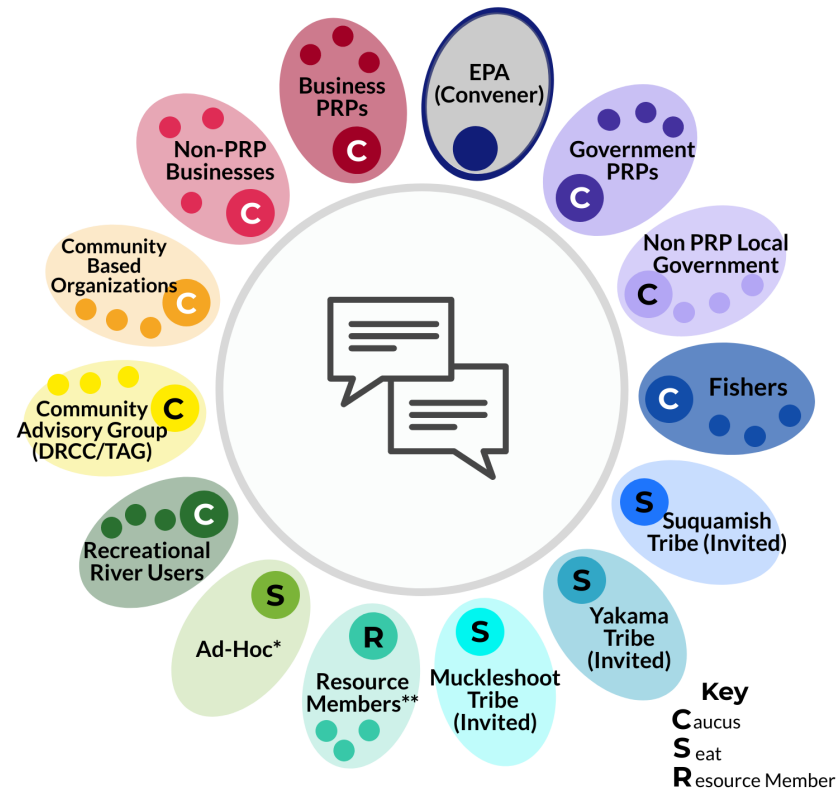 EPA
(Convener)
Government
PRPs
C
Non PRP Local
Government
C
Fishers
C
S
Suquamish
Tribe (Invited)
S
Yakama
Tribe
(Invited)
S
Muckleshoot
Tribe
(Invited)
R
Resource
Members**
S
Ad-Hoc*
C
Recreational
River Users
C
Community
Advisory Group
(DRCC/TAG)
Community
Based
Organizations
C
Non-PRP
Businesses
C
Business
PRPs
C
Key
Caucus
Seat
Resource Member